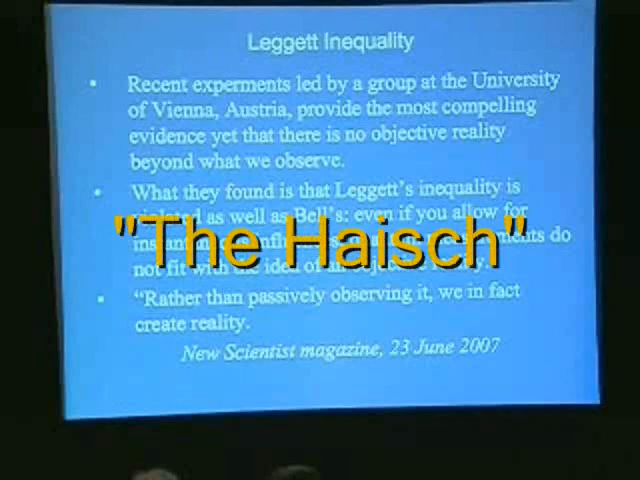 Leggett Inequality
• Recent experments led by a group at the University
of Vienna, Austria, provide the most compelling
evidence yet that there is no objective reality
beyond what we observe.
• What they found is that Leggett's inequality is
violated as well as Bell's: even if you allow for
"The Haisch"
do
not fit with the idea of
• “Rather than passively observing it, we in fact
create reality.
New Scientist magazine, 23 June 2007